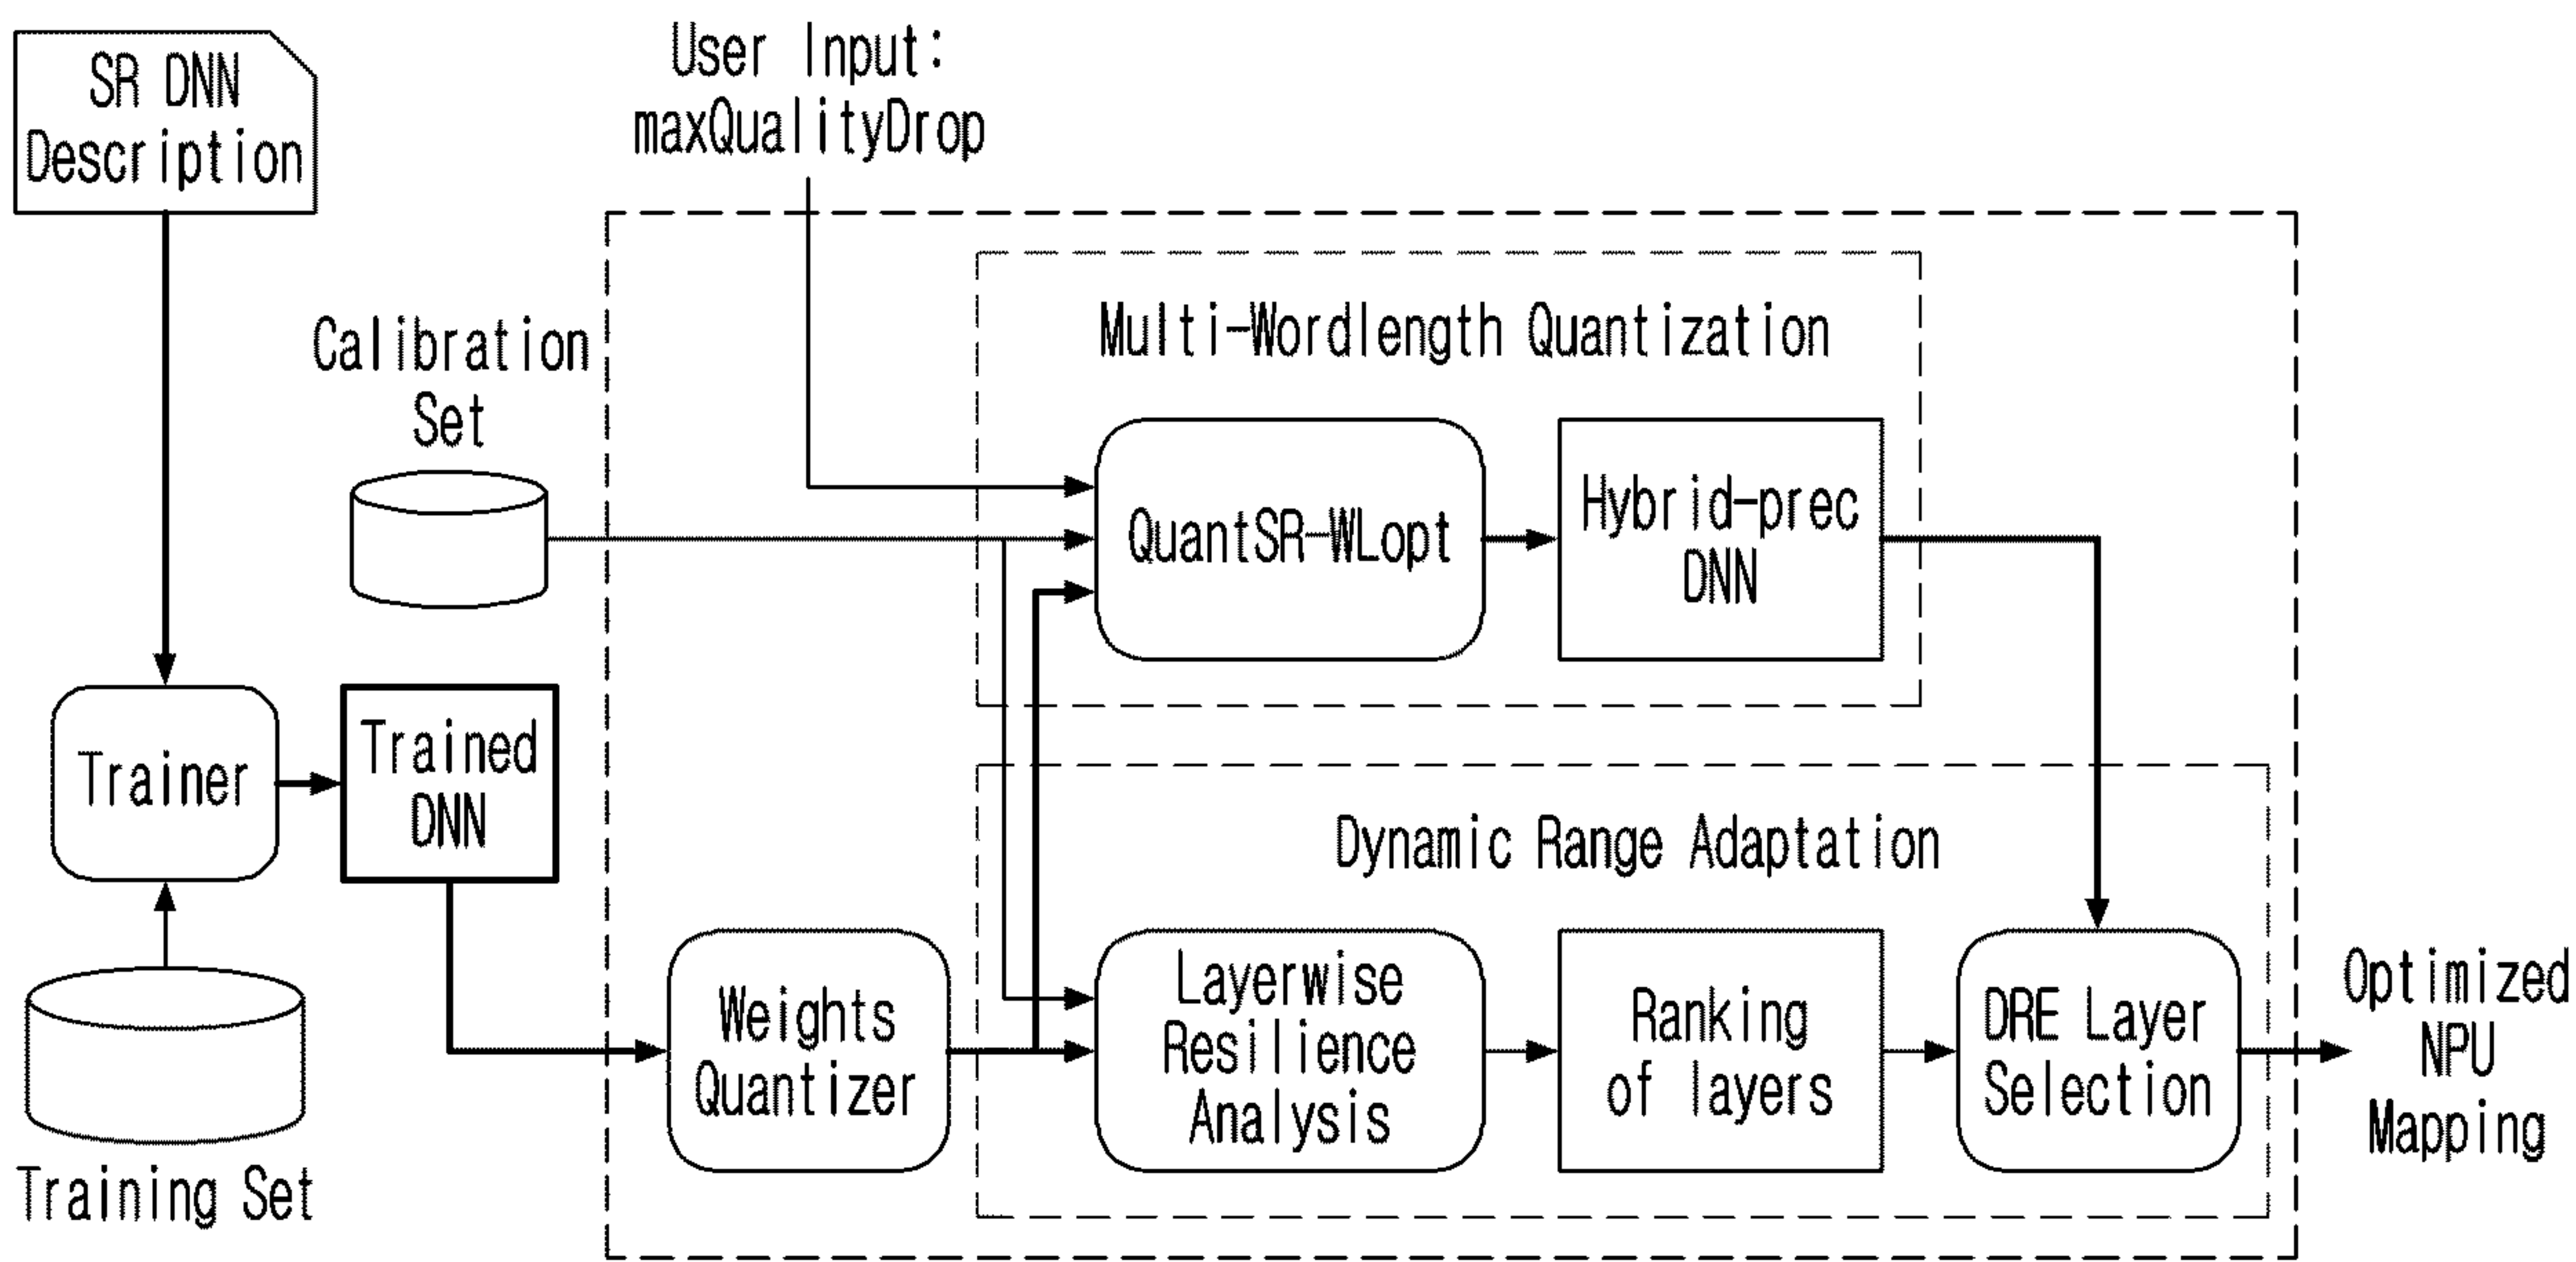 SR DNN
Description
User Input:
maxQualityDrop
Calibration
Set
Multi-Wordlength Quantization
QuantSR-WLopt
Hybrid-prec
DNN
Trainer
Trained
DNN
Training Set
Dynamic Range Adaptation
Weights
Quantizer
Layerwise
Resilience
Analysis
Ranking
of layers
DRE Layer
Selection
Optimized
NPU
Mapping